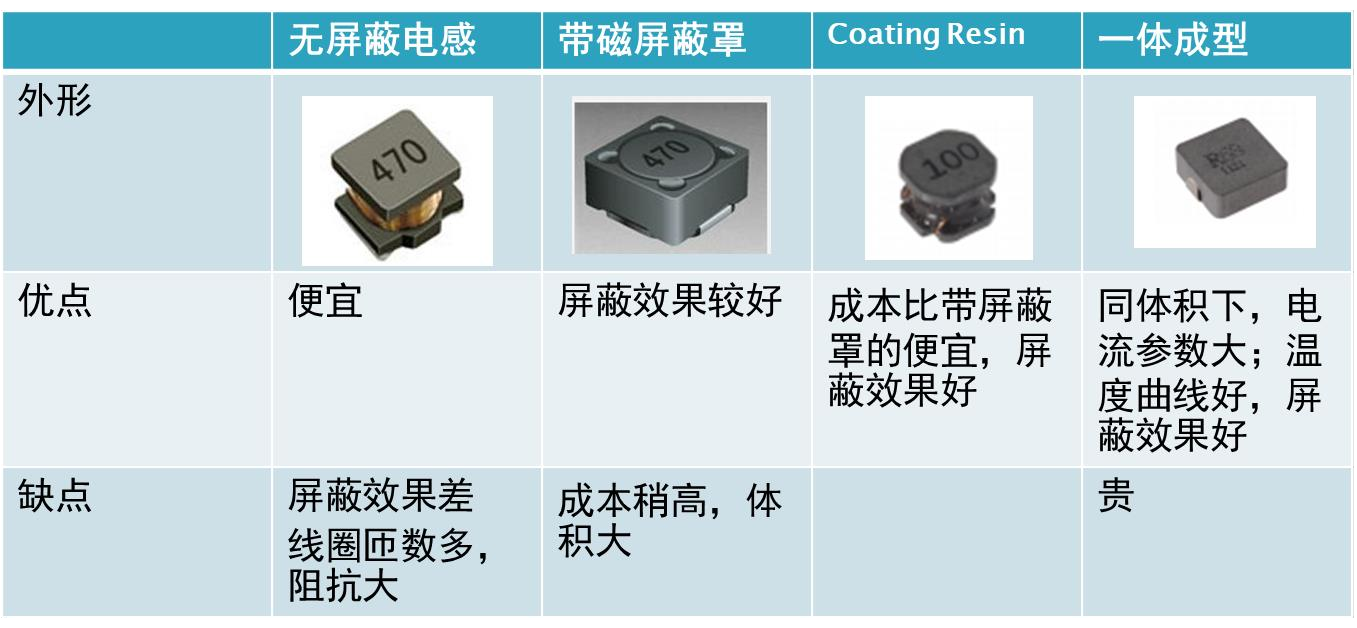 无屏蔽电感
带磁屏蔽罩
Coating Resin
一体成型
外形
470
470
100
优点
便宜
屏蔽效果较好
成本比带屏蔽
罩的便宜，屏
蔽效果好
同体积下，电
流参数大；温
度曲线好，屏
蔽效果好
缺点
屏蔽效果差
线圈匝数多，
阻抗大
成本稍高，体
积大
贵